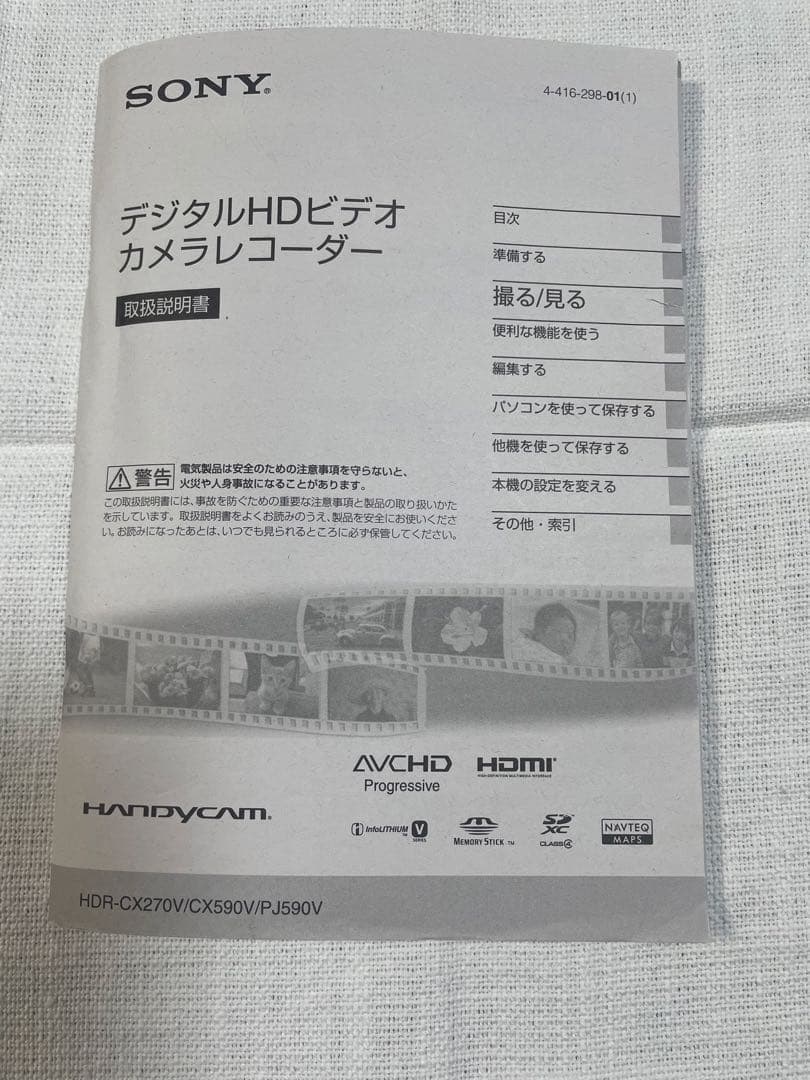 SONY®
4-416-298-01(1)
デジタルHDビデオ
カメラレコーダー
取扱説明書
目次
準備する
撮る/見る
便利な機能を使う
編集する
パソコンを使って保存する
他機を使って保存する
本機の設定を変える
その他・索引
警告
電気製品は安全のための注意事項を守らないと、
火災や人身事故になることがあります。
この取扱説明書には、事故を防ぐための重要な注意事項と製品の取り扱いかた
を示しています。取扱説明書をよくお読みのうえ、製品を安全にお使いくださ
い。お読みになったあとは、いつでも見られるところに必ず保管してください。
AVCHD
Progressive
HDMI
HIGH-DEFINITION MULTIMEDIA INTERFACE
HANDYCAM®
InfoLITHIUM TM V SERIES
MEMORY STICK TM
SD XC
CLASS4
NAVTEQ
MAPS
HDR-CX270V/CX590V/PJ590V